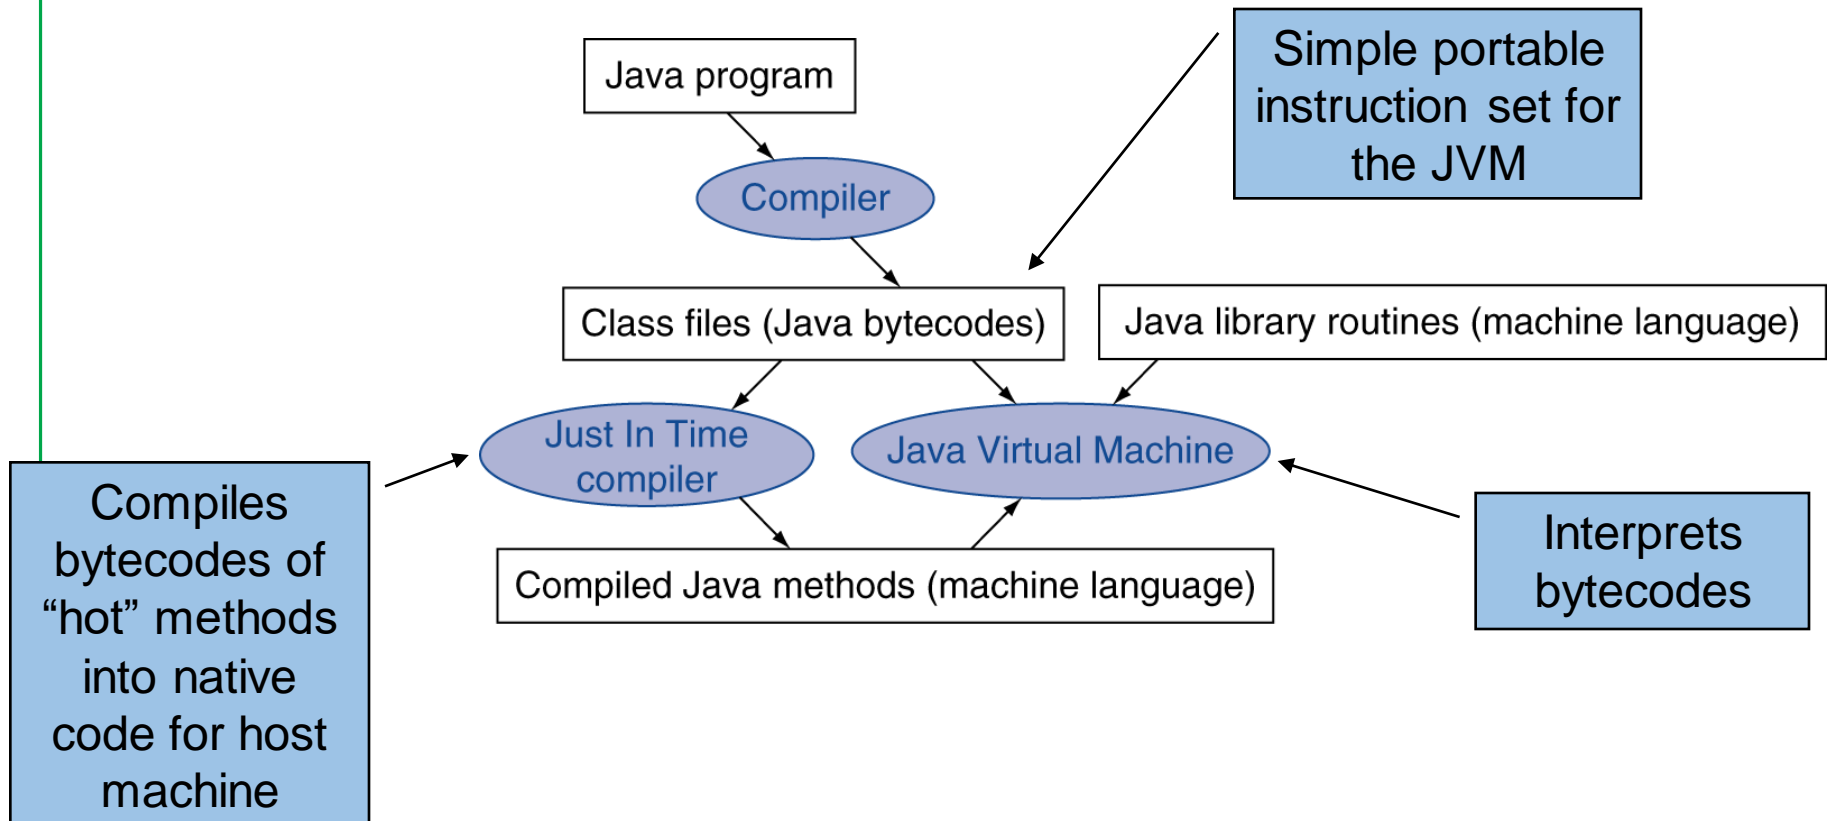 Java program
Simple portable
instruction set for
the JVM
Compiler
Class files (Java bytecodes)
Java library routines (machine language)
Just In Time
compiler
Java Virtual Machine
Compiles
bytecodes of
“hot” methods
into native
code for host
machine
Compiled Java methods (machine language)
Interprets
bytecodes